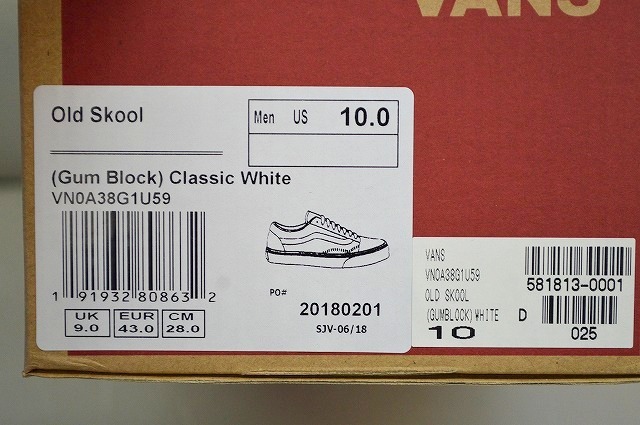 VANS
Old Skool
Men US 10.0
(Gum Block) Classic White
VN0A38G1U59
1 91932 80863 2
UK 9.0
EUR 43.0
CM 28.0
PO#
20180201
SJV-06/18
VANS
VN0A38G1U59
OLD SKOOL
(GUMBLOCK) WHITE
10
D
581813-0001
025